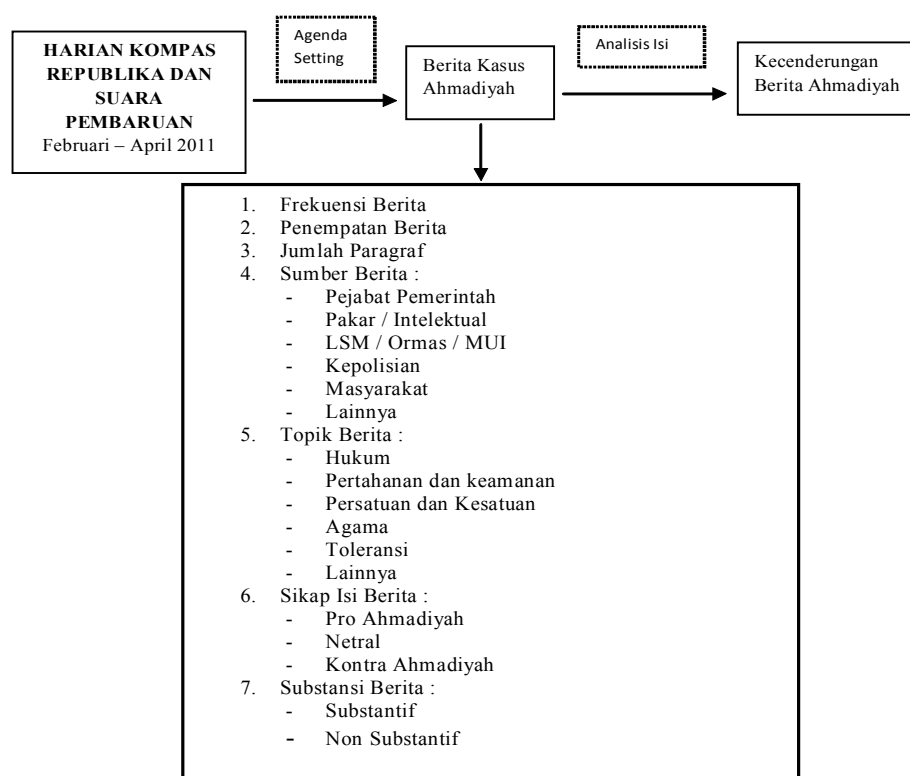 HARIAN KOMPAS
REPUBLIKA DAN
SUARA
PEMBARUAN
Februari – April 2011
Agenda
Setting
Berita Kasus
Ahmadiyah
Analisis Isi
Kecenderungan
Berita Ahmadiyah
1. Frekuensi Berita
2. Penempatan Berita
3. Jumlah Paragraf
4. Sumber Berita :
- Pejabat Pemerintah
- Pakar / Intelektual
- LSM / Ormas / MUI
- Kepolisian
- Masyarakat
- Lainnya
5. Topik Berita :
- Hukum
- Pertahanan dan keamanan
- Persatuan dan Kesatuan
- Agama
- Toleransi
- Lainnya
6. Sikap Isi Berita :
- Pro Ahmadiyah
- Netral
- Kontra Ahmadiyah
7. Substansi Berita :
- Substantif
- Non Substantif